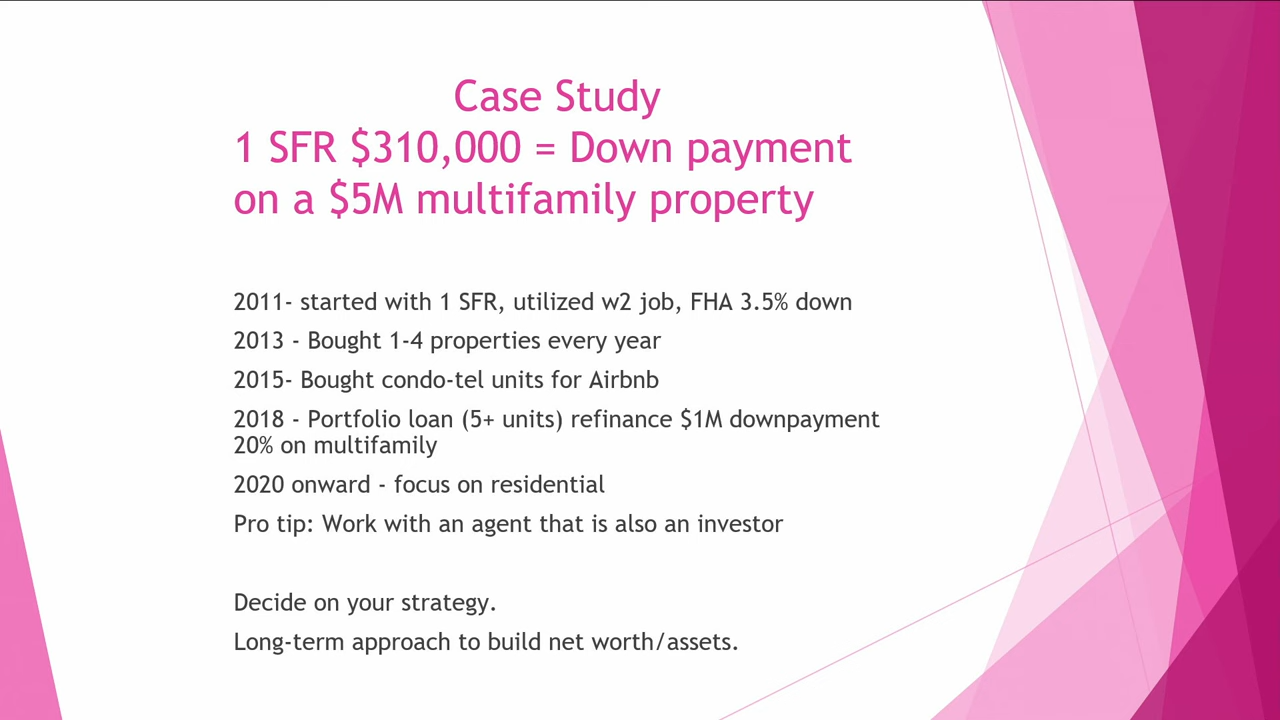 Case Study
1 SFR $310,000 = Down payment
on a $5M multifamily property
2011- started with 1 SFR, utilized w2 job, FHA 3.5% down
2013 - Bought 1-4 properties every year
2015- Bought condo-tel units for Airbnb
2018 - Portfolio loan (5+ units) refinance $1M downpayment
20% on multifamily
2020 onward - focus on residential
Pro tip: Work with an agent that is also an investor
Decide on your strategy.
Long-term approach to build net worth/assets.